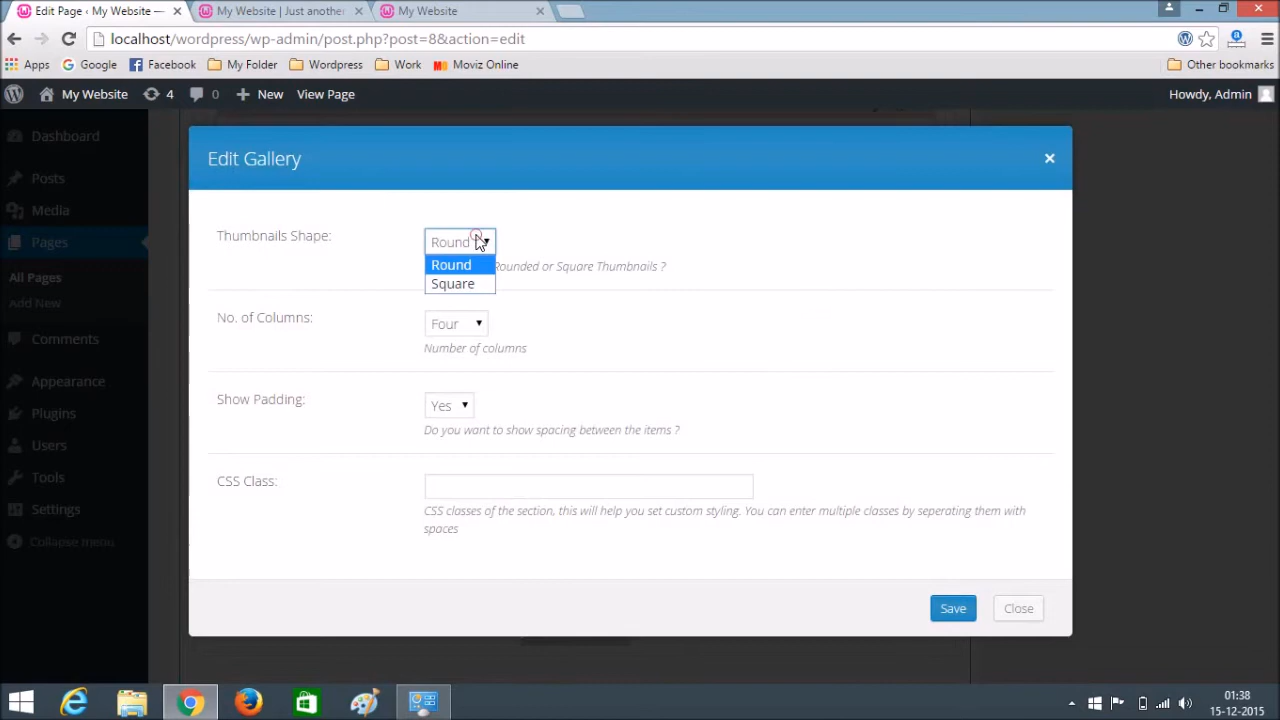 Edit Page ‹ My Website —
My Website | Just another
My Website
localhost/wordpress/wp-admin/post.php?post=8&action=edit
Apps
Google
Facebook
My Folder
Wordpress
Work
Moviz Online
Other bookmarks
My Website
4
0
New
View Page
Howdy, Admin
Dashboard
Posts
Media
Pages
All Pages
Add New
Comments
Appearance
Plugins
Users
Tools
Settings
Collapse menu
Edit Gallery
Thumbnails Shape:
Round
Round
Square
Rounded or Square Thumbnails ?
No. of Columns:
Four
Number of columns
Show Padding:
Yes
Do you want to show spacing between the items ?
CSS Class:
CSS classes of the section, this will help you set custom styling. You can enter multiple classes by seperating them with
spaces
Save
Close
01:38
15-12-2015